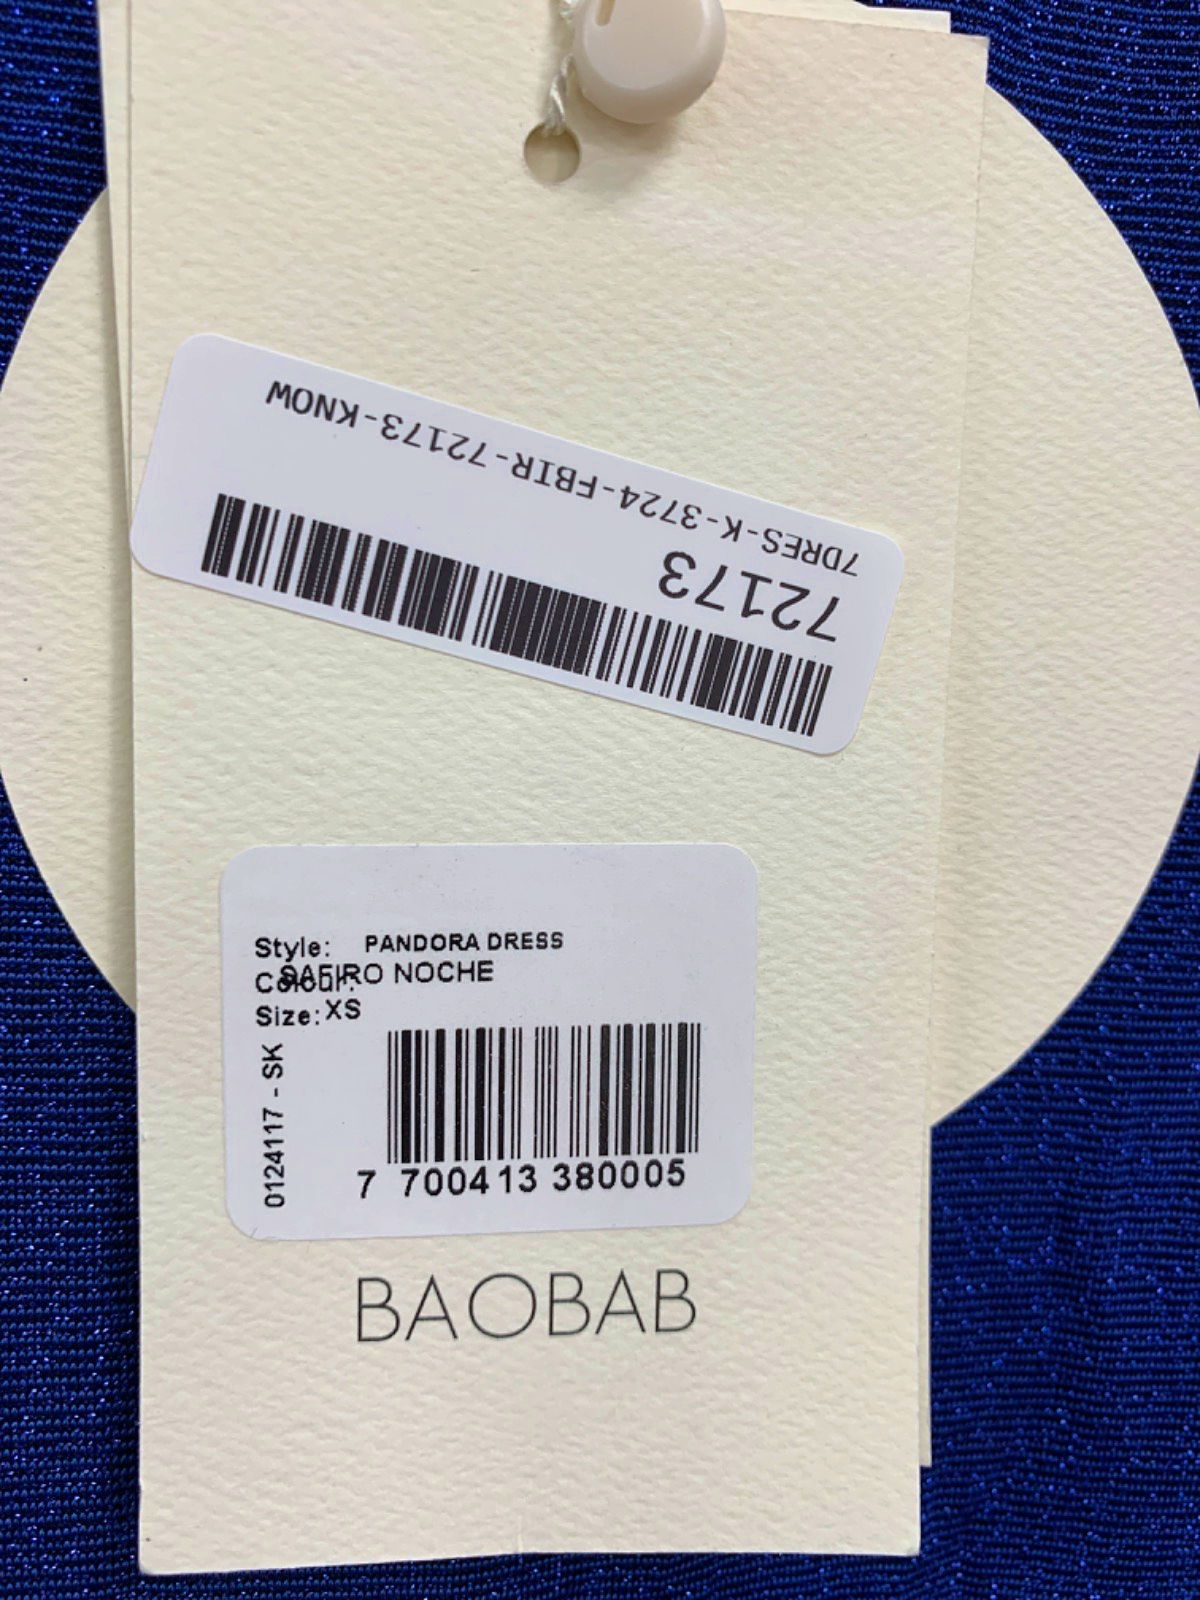 7DRES-K-3724-FBIR-72173-KNOW
72173
Style: PANDORA DRESS
Colour: SAFIRO NOCHE
Size: XS
0124117 - SK
7 700413 380005
BAOBAB